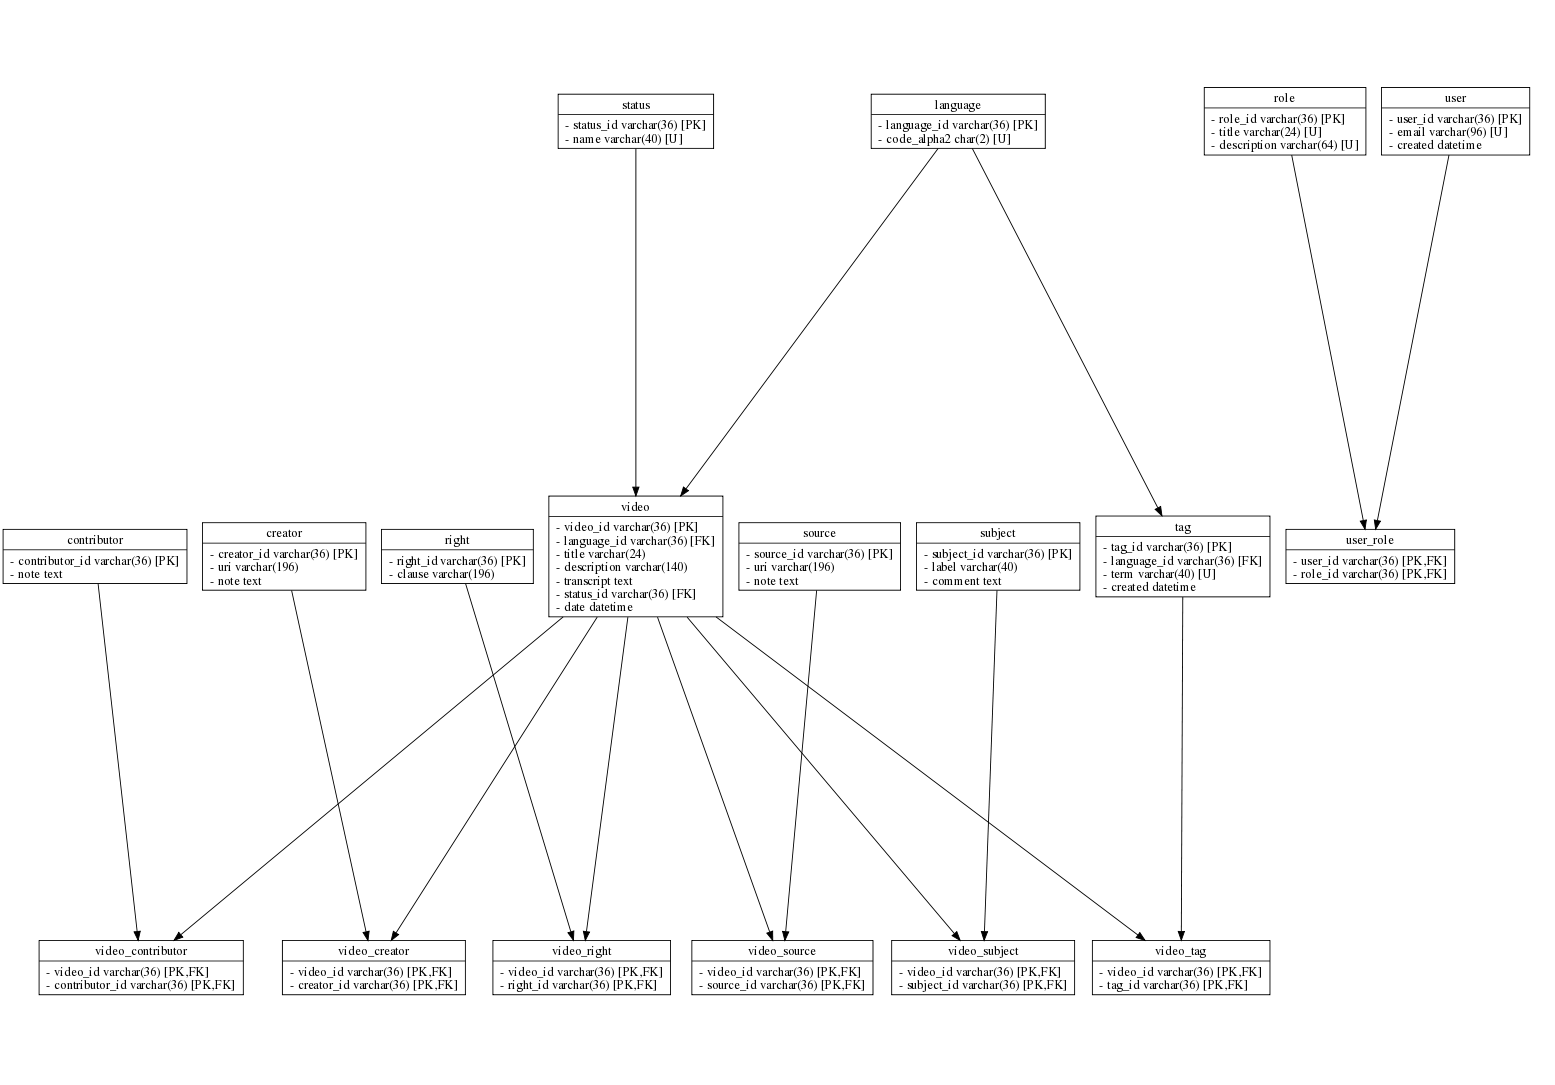 status
- status_id varchar(36) [PK]
- name varchar(40) [U]
language
- language_id varchar(36) [PK]
- code_alpha2 char(2) [U]
role
- role_id varchar(36) [PK]
- title varchar(24) [U]
- description varchar(64) [U]
user
- user_id varchar(36) [PK]
- email varchar(96) [U]
- created datetime
contributor
- contributor_id varchar(36) [PK]
- note text
creator
- creator_id varchar(36) [PK]
- uri varchar(196)
- note text
right
- right_id varchar(36) [PK]
- clause varchar(196)
video
- video_id varchar(36) [PK]
- language_id varchar(36) [FK]
- title varchar(24)
- description varchar(140)
- transcript text
- status_id varchar(36) [FK]
- date datetime
source
- source_id varchar(36) [PK]
- uri varchar(196)
- note text
subject
- subject_id varchar(36) [PK]
- label varchar(40)
- comment text
tag
- tag_id varchar(36) [PK]
- language_id varchar(36) [FK]
- term varchar(40) [U]
- created datetime
user_role
- user_id varchar(36) [PK,FK]
- role_id varchar(36) [PK,FK]
video_contributor
- video_id varchar(36) [PK,FK]
- contributor_id varchar(36) [PK,FK]
video_creator
- video_id varchar(36) [PK,FK]
- creator_id varchar(36) [PK,FK]
video_right
- video_id varchar(36) [PK,FK]
- right_id varchar(36) [PK,FK]
video_source
- video_id varchar(36) [PK,FK]
- source_id varchar(36) [PK,FK]
video_subject
- video_id varchar(36) [PK,FK]
- subject_id varchar(36) [PK,FK]
video_tag
- video_id varchar(36) [PK,FK]
- tag_id varchar(36) [PK,FK]